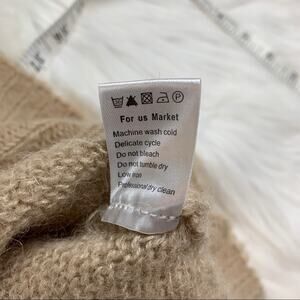 For us Market
Machine wash cold
Delicate cycle
Do not bleach
Do not tumble dry
Low iron
Professional dry clean